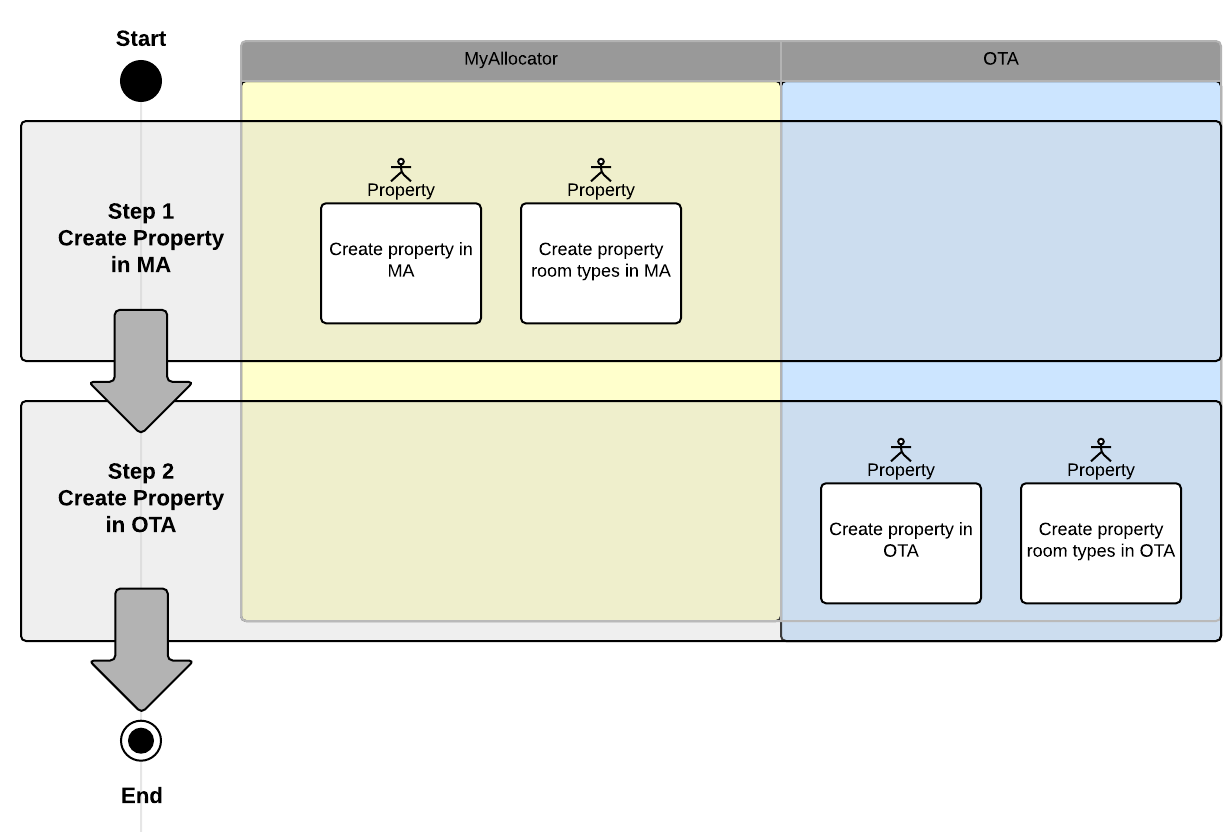 Start
MyAllocator
OTA
Step 1
Create Property
in MA
Property
Property
Create property in
MA
Create property
room types in MA
Step 2
Create Property
in OTA
Property
Property
Create property in
OTA
Create property
room types in OTA
End